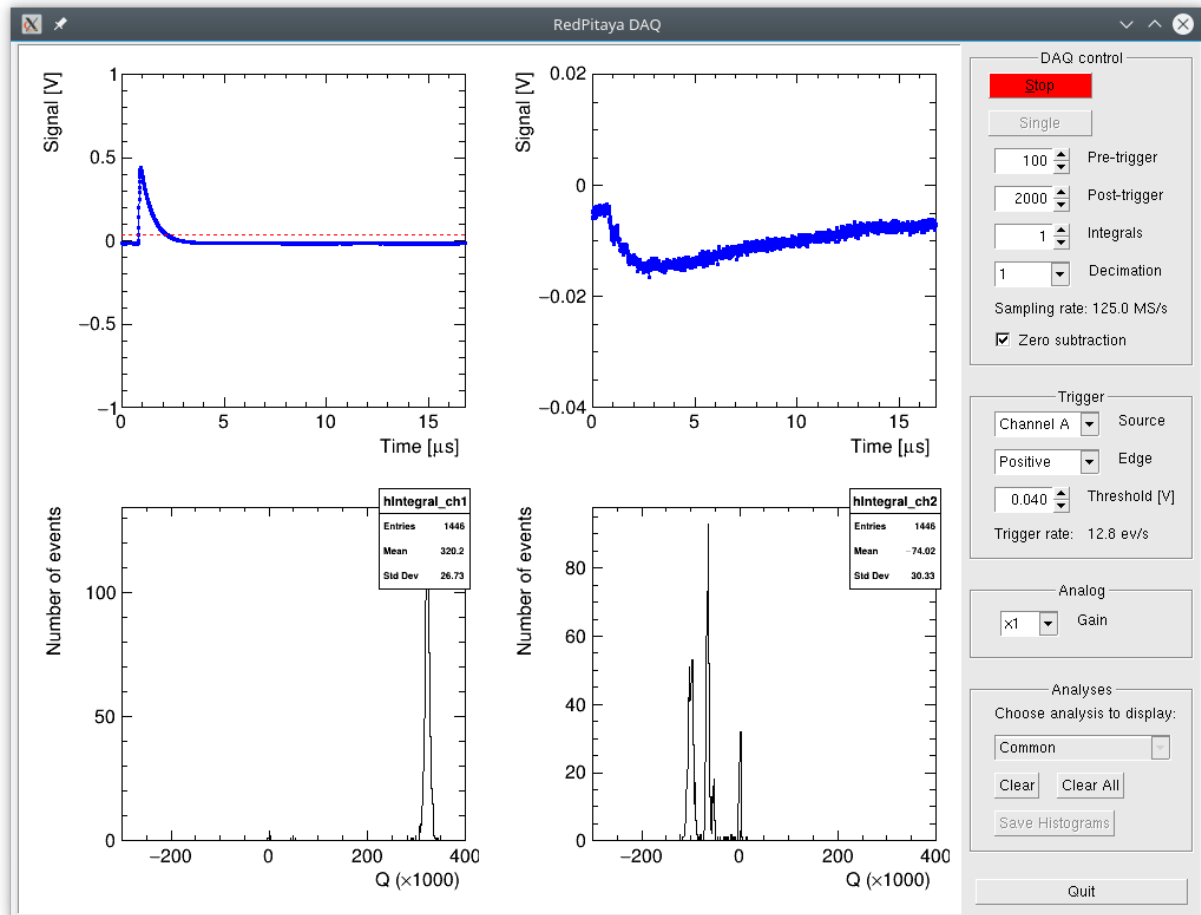 RedPitaya DAQ
Signal [V]
1
0.5
0
−0.5
−1
0
5
10
15
Time [μs]
Signal [V]
0.02
0
−0.02
−0.04
0
5
10
15
Time [μs]
Number of events
100
50
0
−200
0
200
400
Q (×1000)
hIntegral_ch1
Entries 1446
Mean 320.2
Std Dev 26.73
Number of events
80
60
40
20
0
−200
0
200
400
Q (×1000)
hIntegral_ch2
Entries 1446
Mean −74.02
Std Dev 30.33
DAQ control
Stop
Single
100 Pre-trigger
2000 Post-trigger
1 Integrals
1 Decimation
Sampling rate: 125.0 MS/s
Zero subtraction
Trigger
Channel A Source
Positive Edge
0.040 Threshold [V]
Trigger rate: 12.8 ev/s
Analog
x1 Gain
Analyses
Choose analysis to display:
Common
Clear Clear All
Save Histograms
Quit